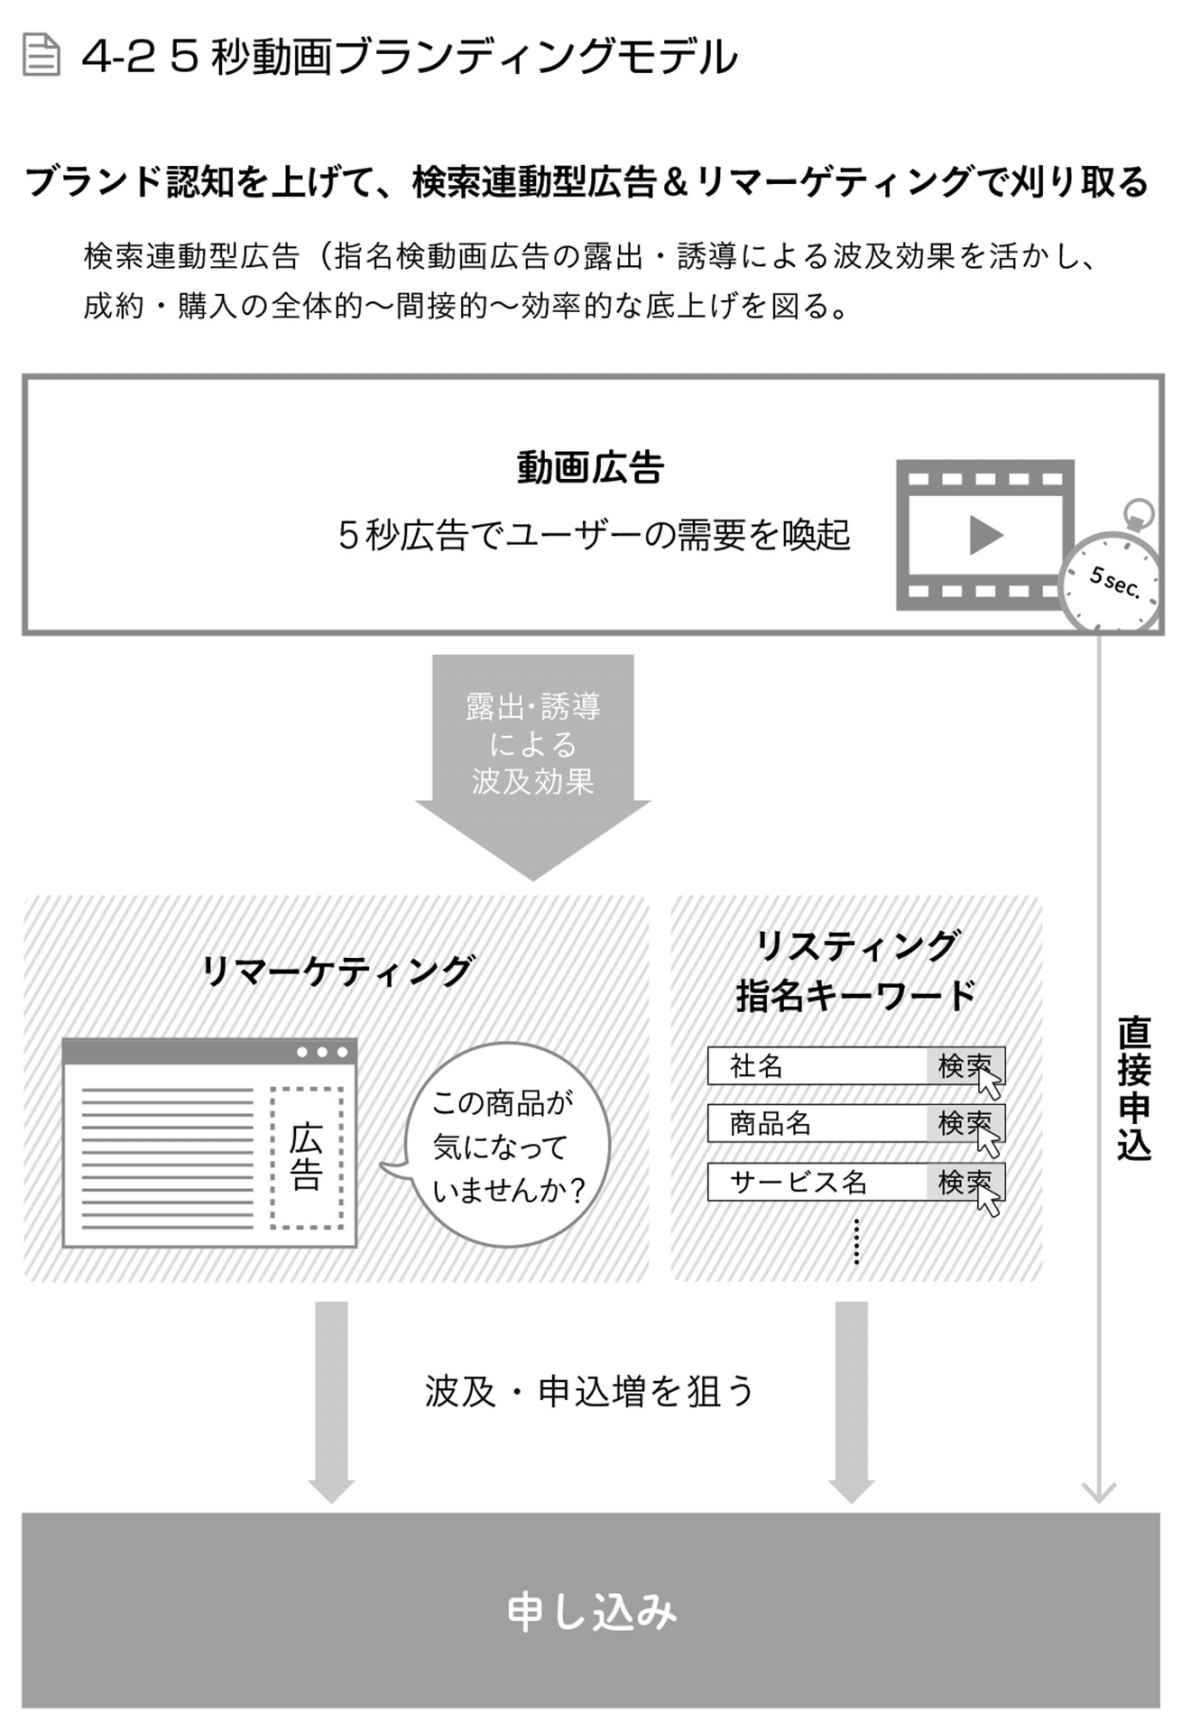 4-2 5秒動画ブランディングモデル
ブランド認知を上げて、検索連動型広告&リマーゲティングで刈り取る
検索連動型広告（指名検動画広告の露出・誘導による波及効果を活かし、
成約・購入の全体的〜間接的〜効率的な底上げを図る。
動画広告
5秒広告でユーザーの需要を喚起
5sec.
露出・誘導
による
波及効果
リマーケティング
広告
この商品が
気になって
いませんか？
リスティング
指名キーワード
社名 検索
商品名 検索
サービス名 検索
直接申込
波及・申込増を狙う
申し込み